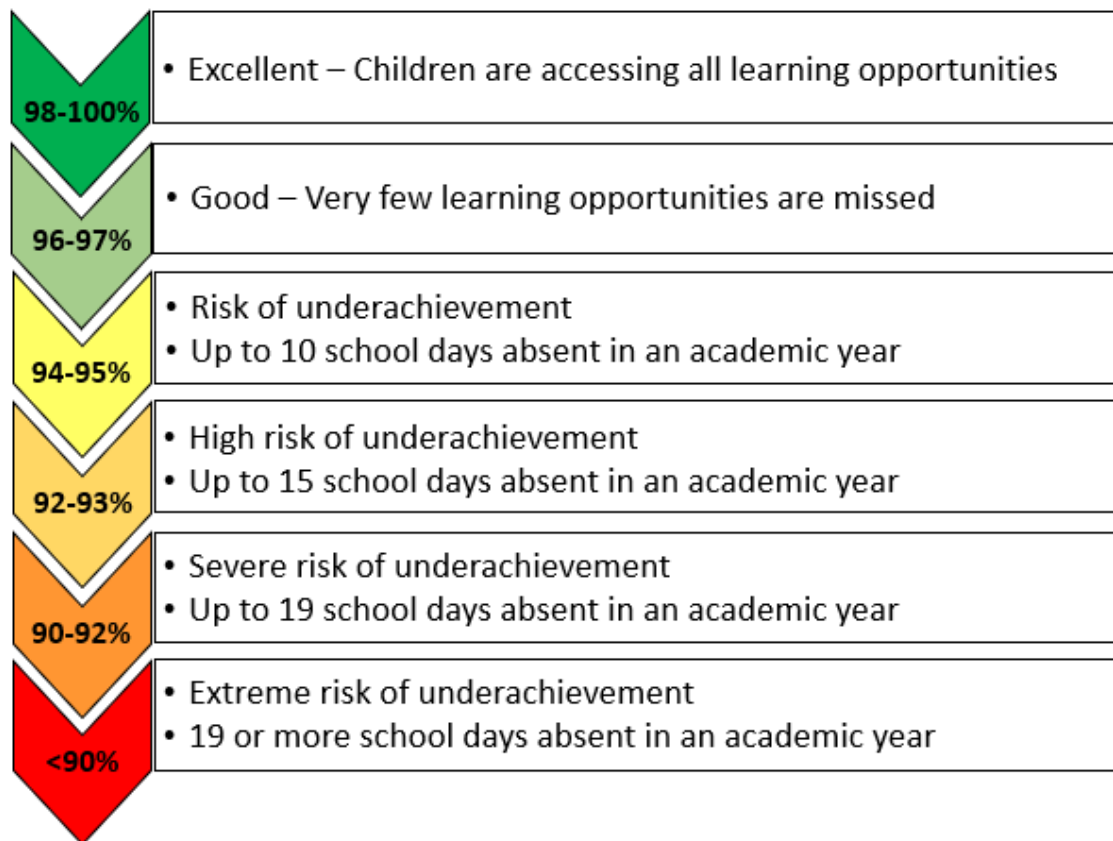 98-100%
• Excellent – Children are accessing all learning opportunities
96-97%
• Good – Very few learning opportunities are missed
94-95%
• Risk of underachievement
• Up to 10 school days absent in an academic year
92-93%
• High risk of underachievement
• Up to 15 school days absent in an academic year
90-92%
• Severe risk of underachievement
• Up to 19 school days absent in an academic year
<90%
• Extreme risk of underachievement
• 19 or more school days absent in an academic year